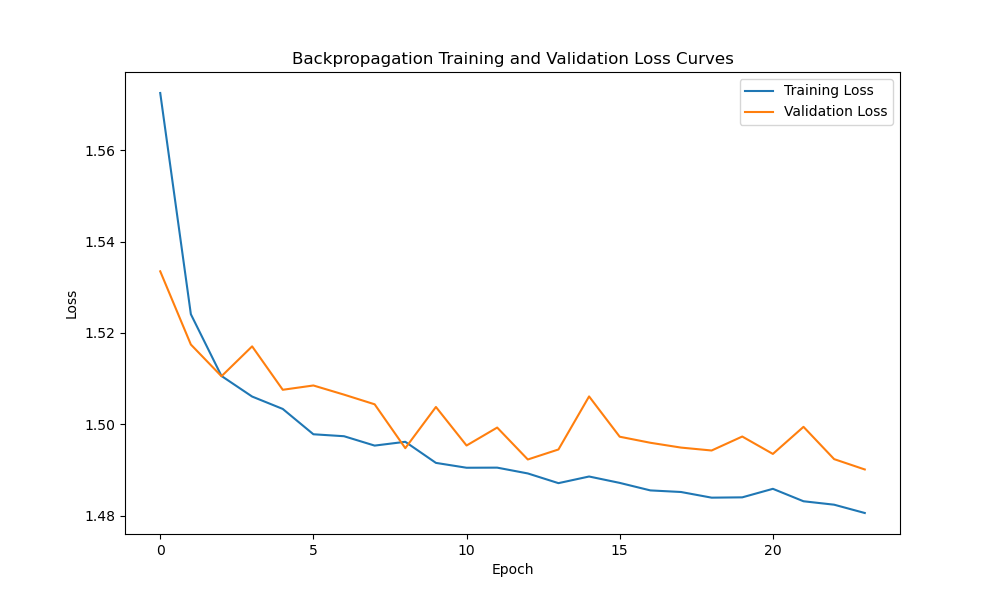 Backpropagation Training and Validation Loss Curves
Training Loss
Validation Loss
1.56
1.54
1.52
1.50
1.48
Loss
0 5 10 15 20
Epoch